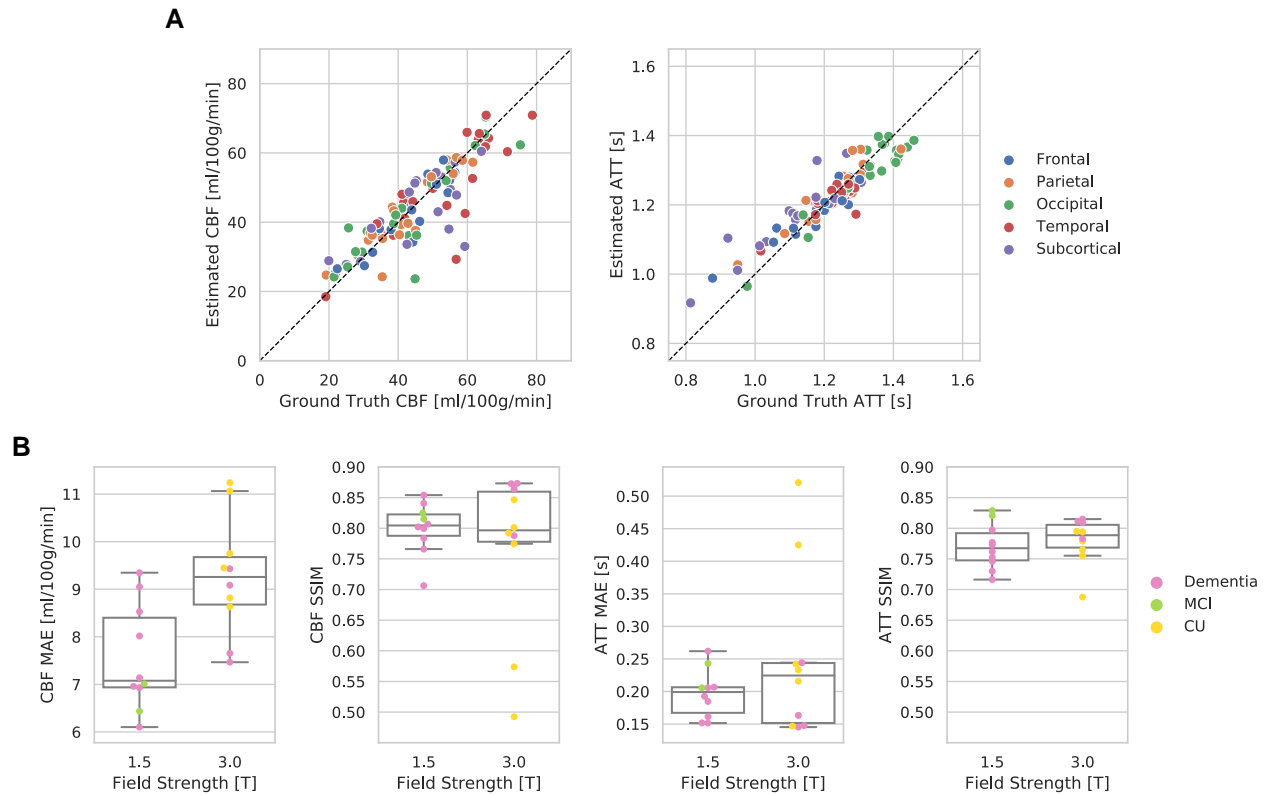 A
Estimated CBF [ml/100g/min]
80
60
40
20
0
0 20 40 60 80
Ground Truth CBF [ml/100g/min]
Estimated ATT [s]
1.6
1.4
1.2
1.0
0.8
0.8 1.0 1.2 1.4 1.6
Ground Truth ATT [s]
Frontal
Parietal
Occipital
Temporal
Subcortical
B
CBF MAE [ml/100g/min]
11
10
9
8
7
6
1.5 3.0
Field Strength [T]
CBF SSIM
0.90
0.85
0.80
0.75
0.70
0.65
0.60
0.55
0.50
1.5 3.0
Field Strength [T]
ATT MAE [s]
0.50
0.45
0.40
0.35
0.30
0.25
0.20
0.15
1.5 3.0
Field Strength [T]
ATT SSIM
0.90
0.85
0.80
0.75
0.70
0.65
0.60
0.55
0.50
1.5 3.0
Field Strength [T]
Dementia
MCI
CU